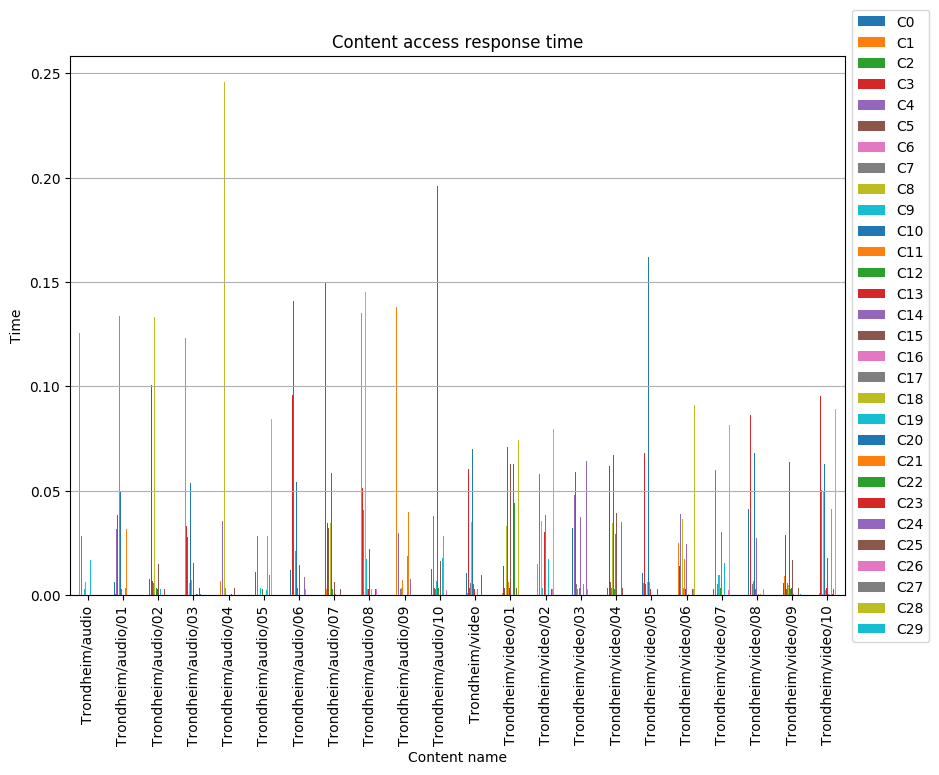 Content access response time
Time
0.25
0.20
0.15
0.10
0.05
0.00
Trondheim/audio
Trondheim/audio/01
Trondheim/audio/02
Trondheim/audio/03
Trondheim/audio/04
Trondheim/audio/05
Trondheim/audio/06
Trondheim/audio/07
Trondheim/audio/08
Trondheim/audio/09
Trondheim/audio/10
Trondheim/video
Trondheim/video/01
Trondheim/video/02
Trondheim/video/03
Trondheim/video/04
Trondheim/video/05
Trondheim/video/06
Trondheim/video/07
Trondheim/video/08
Trondheim/video/09
Trondheim/video/10
Content name
C0
C1
C2
C3
C4
C5
C6
C7
C8
C9
C10
C11
C12
C13
C14
C15
C16
C17
C18
C19
C20
C21
C22
C23
C24
C25
C26
C27
C28
C29